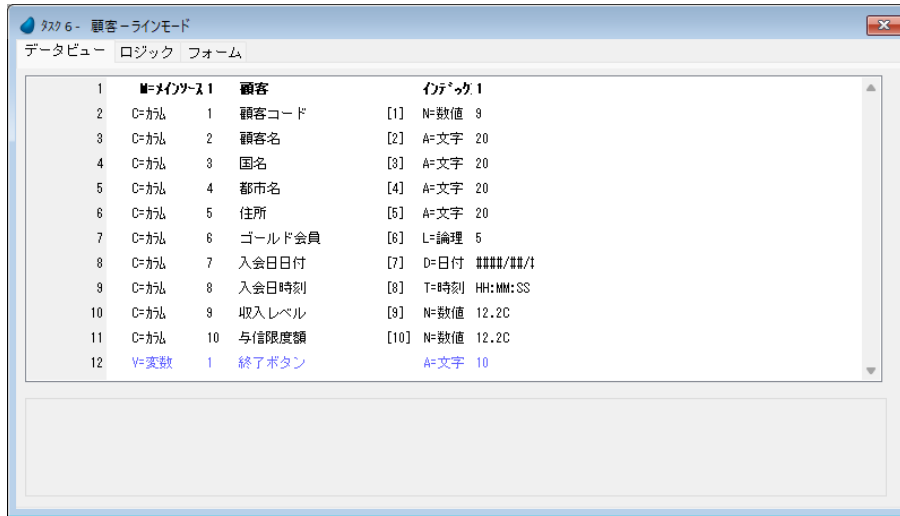 ﾀｽｸ 6 - 顧客－ラインモード
データビュー ロジック フォーム
1 M=ﾒｲﾝｿｰｽ 1 顧客 ｲﾝﾃﾞｯｸ 1
2 C=ｶﾗﾑ 1 顧客コード [1] N=数値 9
3 C=ｶﾗﾑ 2 顧客名 [2] A=文字 20
4 C=ｶﾗﾑ 3 国名 [3] A=文字 20
5 C=ｶﾗﾑ 4 都市名 [4] A=文字 20
6 C=ｶﾗﾑ 5 住所 [5] A=文字 20
7 C=ｶﾗﾑ 6 ゴールド会員 [6] L=論理 5
8 C=ｶﾗﾑ 7 入会日日付 [7] D=日付 ####/##/
9 C=ｶﾗﾑ 8 入会日時刻 [8] T=時刻 HH:MM:SS
10 C=ｶﾗﾑ 9 収入レベル [9] N=数値 12.2C
11 C=ｶﾗﾑ 10 与信限度額 [10] N=数値 12.2C
12 V=変数 1 終了ボタン A=文字 10